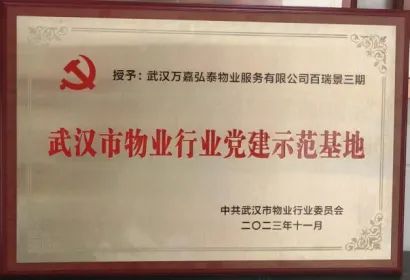 授予：武汉万嘉弘泰物业服务有限公司百瑞景三期
武汉市物业行业党建示范基地
中共武汉市物业行业委员会
二〇二三年十一月